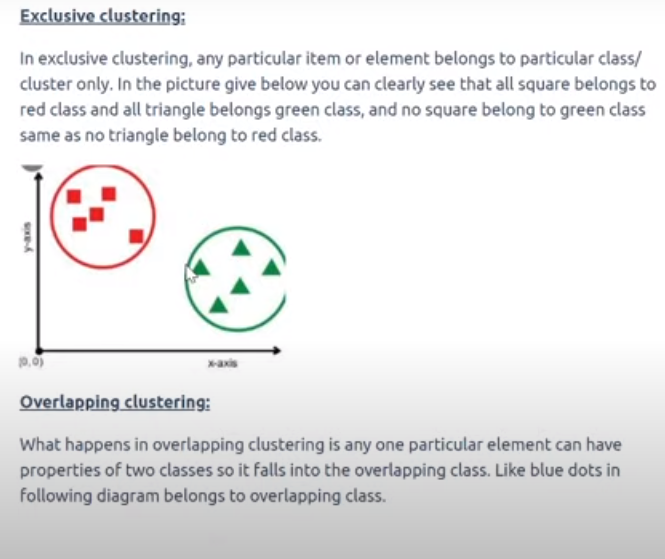 Exclusive clustering:
In exclusive clustering, any particular item or element belongs to particular class/
cluster only. In the picture give below you can clearly see that all square belongs to
red class and all triangle belongs green class, and no square belong to green class
same as no triangle belong to red class.
y-axis
(0,0)
x-axis
Overlapping clustering:
What happens in overlapping clustering is any one particular element can have
properties of two classes so it falls into the overlapping class. Like blue dots in
following diagram belongs to overlapping class.